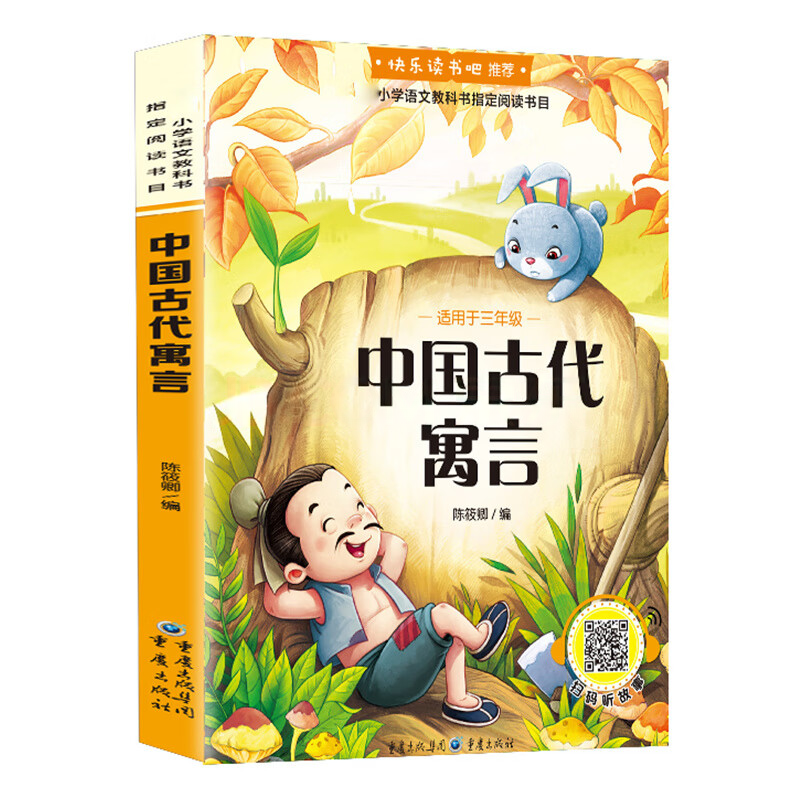 快乐读书吧 推荐
小学语文教科书指定阅读书目
适用于三年级
中国古代
寓言
陈筱卿/编
扫码听故事
重庆出版集团 重庆出版社
小学语文教科书
指定阅读书目
中国古代寓言
陈筱卿/编
重庆出版集团
重庆出版社